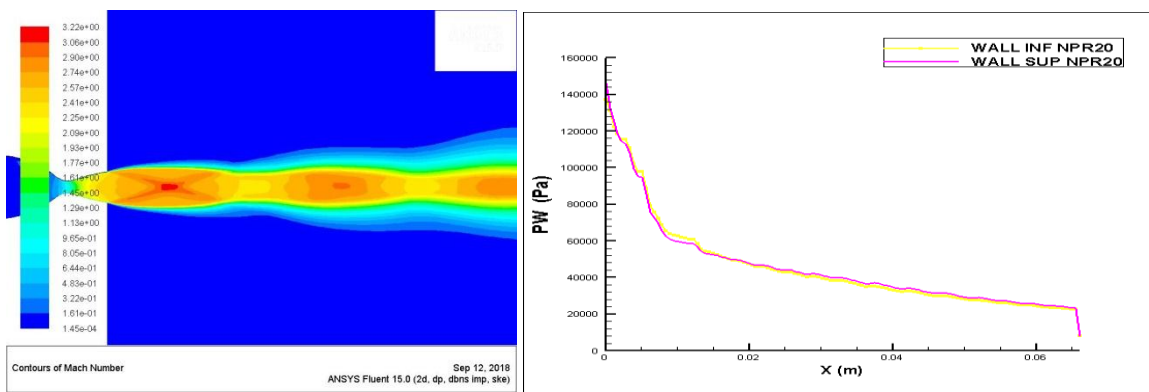 3.22e+00
3.06e+00
2.90e+00
2.74e+00
2.57e+00
2.41e+00
2.25e+00
2.09e+00
1.93e+00
1.77e+00
1.61e+00
1.45e+00
1.29e+00
1.13e+00
9.65e-01
8.05e-01
6.44e-01
4.83e-01
3.22e-01
1.61e-01
1.45e-04
Contours of Mach Number
Sep 12, 2018
ANSYS Fluent 15.0 (2d, dp, dbns imp, ske)
WALL INF NPR20
WALL SUP NPR20
160000
140000
120000
100000
80000
60000
40000
20000
0
PW (Pa)
0
0.02
0.04
0.06
X (m)